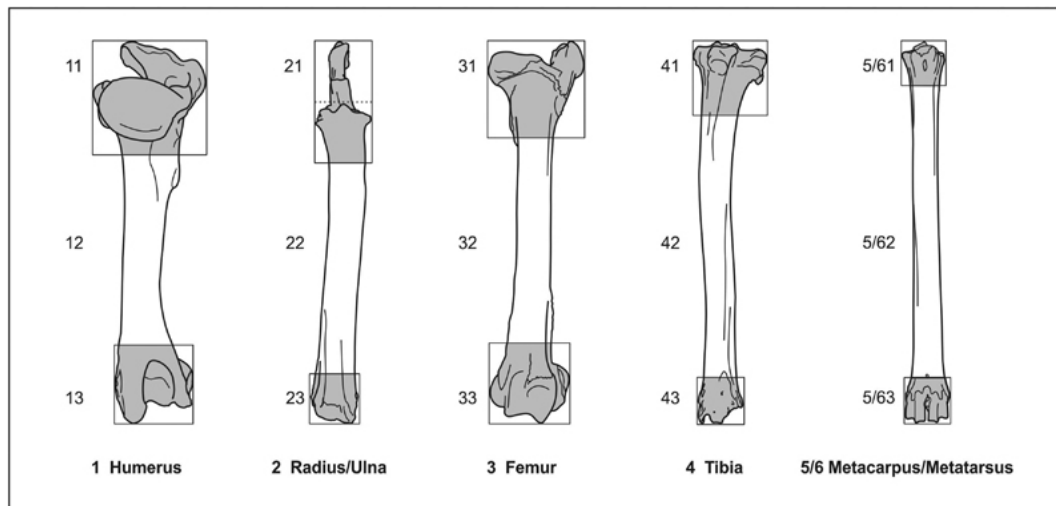 11 21 31 41 5/61
12 22 32 42 5/62
13 23 33 43 5/63
1 Humerus 2 Radius/Ulna 3 Femur 4 Tibia 5/6 Metacarpus/Metatarsus